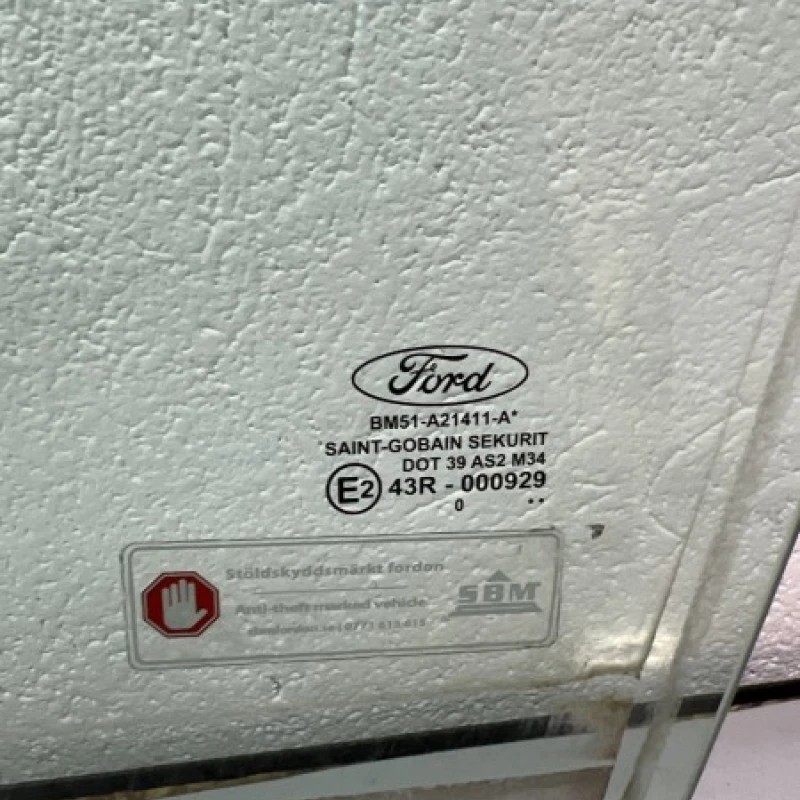 Ford
BM51-A21411-A*
SAINT-GOBAIN SEKURIT
DOT 39 AS2 M34
E2 43R - 000929
0 ..
Stöldskyddsmärkt fordon
Anti-theft marked vehicle
SBM